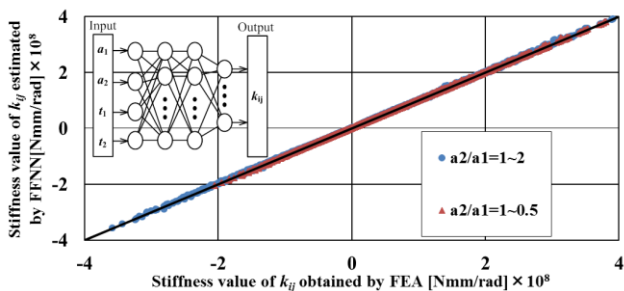 Input
Output
a1
a2
t1
t2
kij
4
2
0
-2
-4
-4
-2
0
2
4
Stiffness value of kij estimated
by FFNN[Nmm/rad]×10^8
a2/a1=1~2
a2/a1=1~0.5
Stiffness value of kij obtained by FEA [Nmm/rad]×10^8